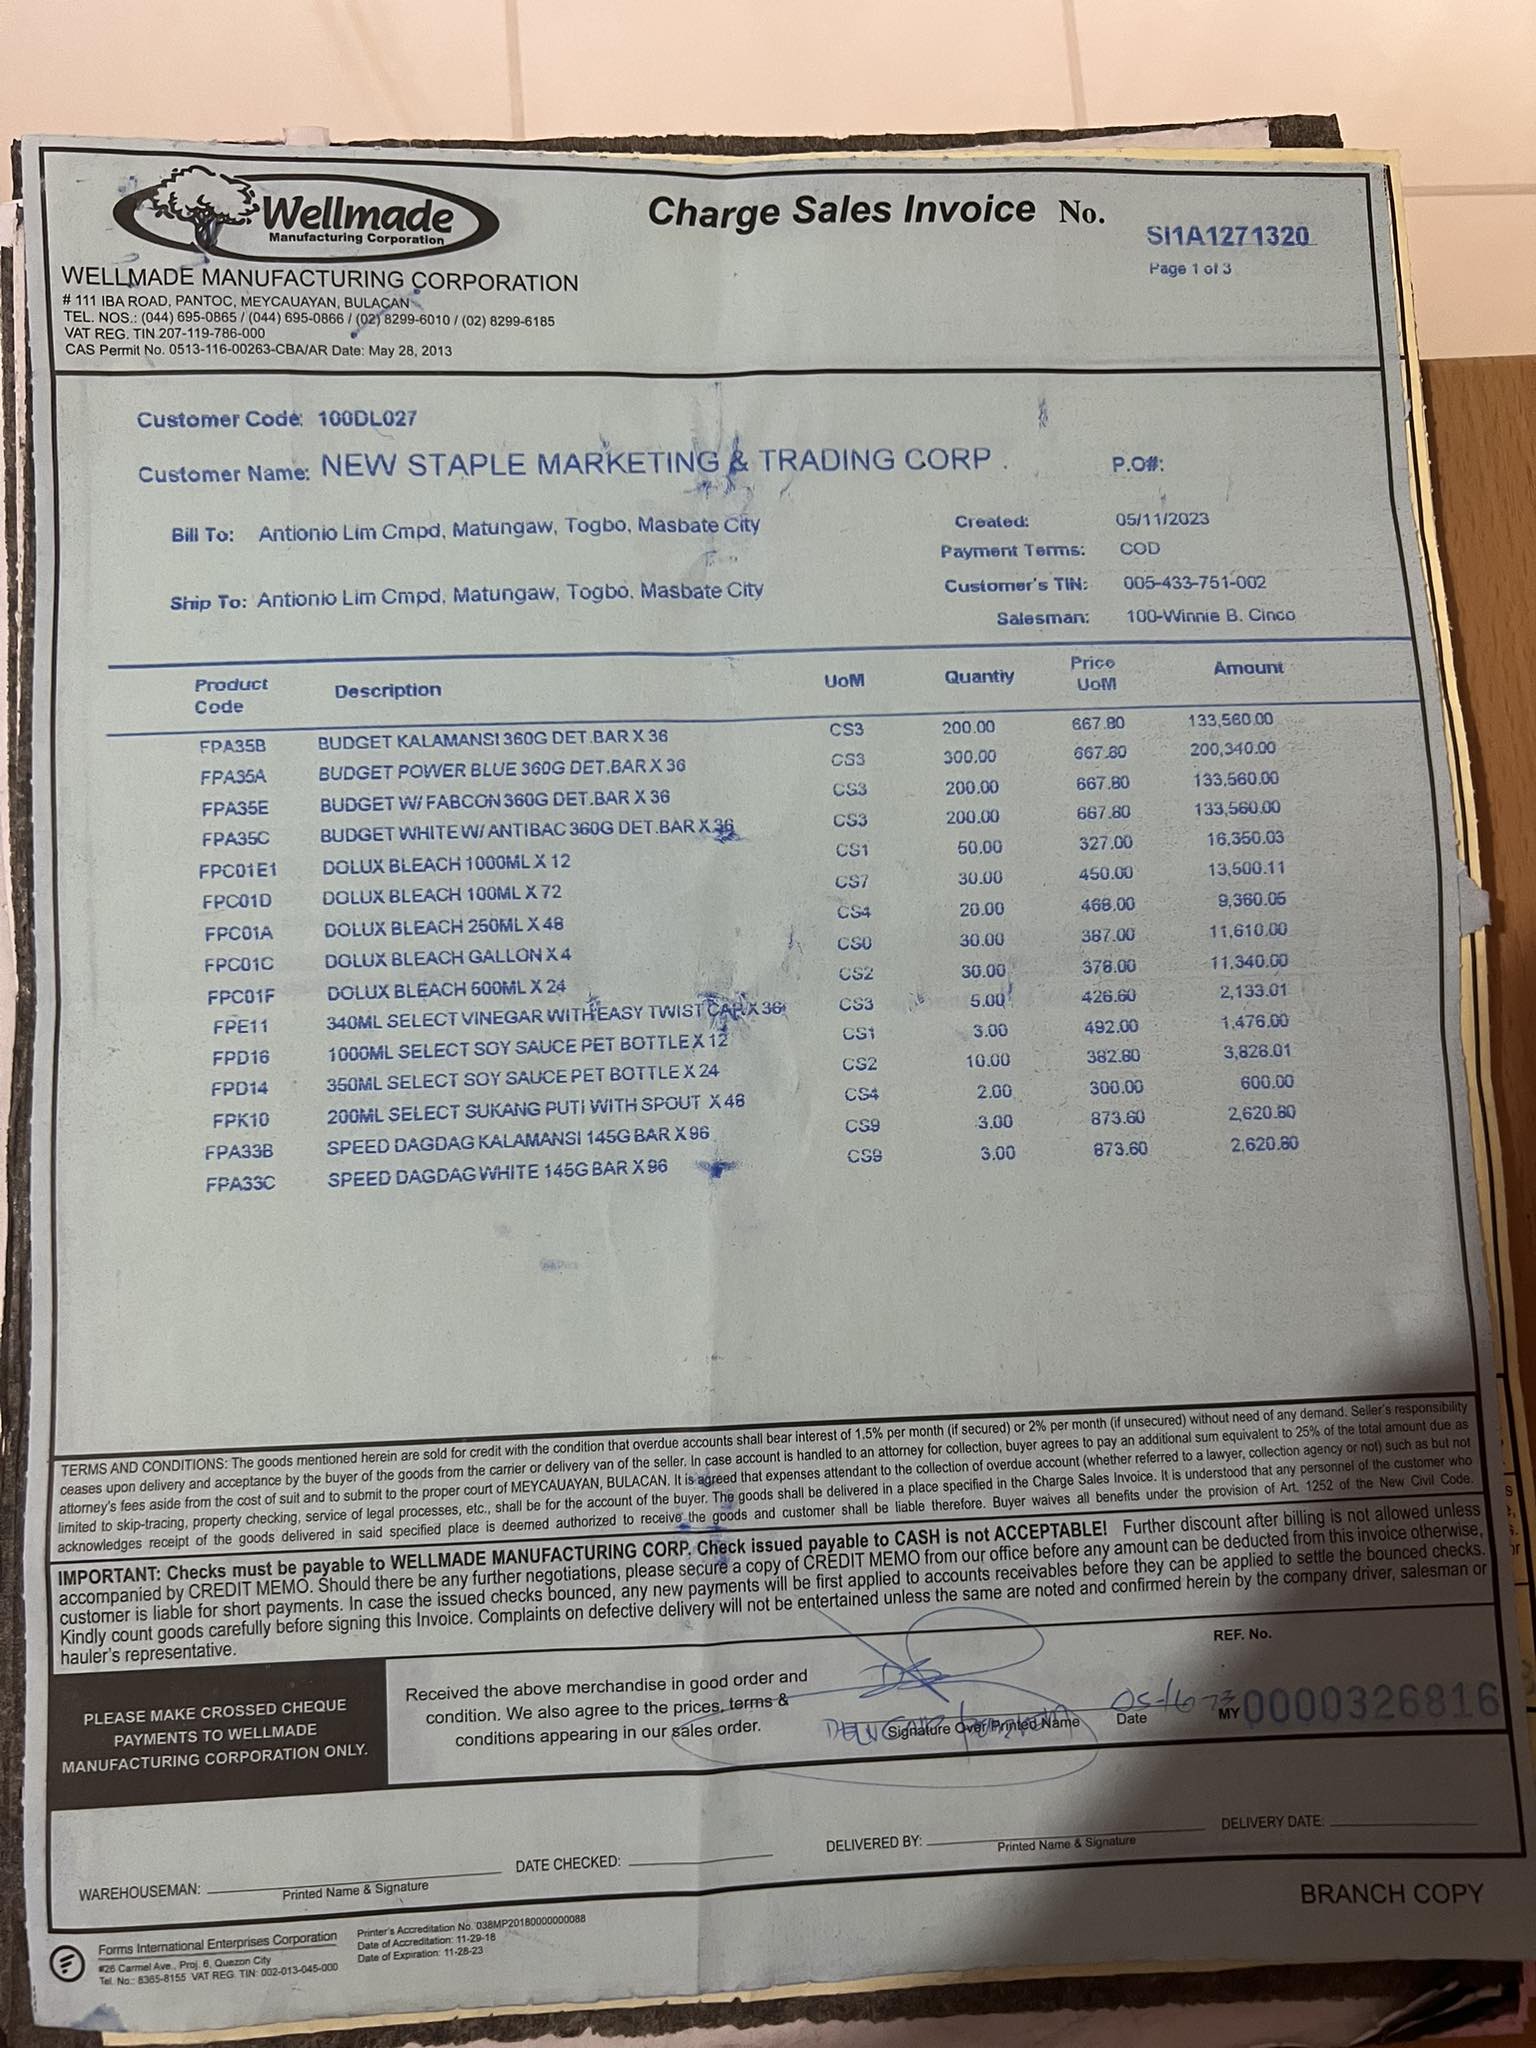 Wellmade
Manufacturing Corporation
Charge Sales Invoice No.
SI1A1271320
Page 1 of 3
WELLMADE MANUFACTURING CORPORATION
# 111 IBA ROAD, PANTOC, MEYCAUAYAN, BULACAN
TEL. NOS.: (044) 695-0865 / (044) 695-0866 / (02) 8299-6010 / (02) 8299-6185
VAT REG. TIN 207-119-786-000
CAS Permit No. 0513-116-00263-CBA/AR Date: May 28, 2013
Customer Code: 100DL027
Customer Name: NEW STAPLE MARKETING & TRADING CORP . P.O#:
Bill To: Antionio Lim Cmpd, Matungaw, Togbo, Masbate City
Created: 05/11/2023
Payment Terms: COD
Ship To: Antionio Lim Cmpd, Matungaw, Togbo, Masbate City
Customer's TIN: 005-433-751-002
Salesman: 100-Winnie B. Cinco
Product Code Description UoM Quantiy Price UoM Amount
FPA35B BUDGET KALAMANSI 360G DET.BAR X 36 CS3 200.00 667.80 133,560.00
FPA35A BUDGET POWER BLUE 360G DET.BAR X 36 CS3 300.00 667.80 200,340.00
FPA35E BUDGET W/ FABCON 360G DET.BAR X 36 CS3 200.00 667.80 133,560.00
FPA35C BUDGET WHITE W/ ANTIBAC 360G DET.BAR X 36 CS3 200.00 667.80 133,560.00
FPC01E1 DOLUX BLEACH 1000ML X 12 CS1 50.00 327.00 16,350.03
FPC01D DOLUX BLEACH 100ML X 72 CS7 30.00 450.00 13,500.11
FPC01A DOLUX BLEACH 250ML X 48 CS4 20.00 468.00 9,360.05
FPC01C DOLUX BLEACH GALLON X 4 CS0 30.00 387.00 11,610.00
FPC01F DOLUX BLEACH 500ML X 24 CS2 30.00 378.00 11,340.00
FPE11 340ML SELECT VINEGAR WITH EASY TWIST CAP X 36 CS3 5.00 426.60 2,133.01
FPD16 1000ML SELECT SOY SAUCE PET BOTTLE X 12 CS1 3.00 492.00 1,476.00
FPD14 350ML SELECT SOY SAUCE PET BOTTLE X 24 CS2 10.00 382.80 3,828.01
FPK10 200ML SELECT SUKANG PUTI WITH SPOUT X 48 CS4 2.00 300.00 600.00
FPA33B SPEED DAGDAG KALAMANSI 145G BAR X 96 CS9 3.00 873.60 2,620.80
FPA33C SPEED DAGDAG WHITE 145G BAR X 96 CS9 3.00 873.60 2,620.80
TERMS AND CONDITIONS: The goods mentioned herein are sold for credit with the condition that overdue accounts shall bear interest of 1.5% per month (if secured) or 2% per month (if unsecured) without need of any demand. Seller's responsibility
ceases upon delivery and acceptance by the buyer of the goods from the carrier or delivery van of the seller. In case account is handled to an attorney for collection, buyer agrees to pay an additional sum equivalent to 25% of the total amount due as
attorney's fees aside from the cost of suit and to submit to the proper court of MEYCAUAYAN, BULACAN. It is agreed that expenses attendant to the collection of overdue account (whether referred to a lawyer, collection agency or not) such as but not
limited to skip-tracing, property checking, service of legal processes, etc., shall be for the account of the buyer. The goods shall be delivered in a place specified in the Charge Sales Invoice. It is understood that any personnel of the customer who
acknowledges receipt of the goods delivered in said specified place is deemed authorized to receive the goods and customer shall be liable therefore. Buyer waives all benefits under the provision of Art. 1252 of the New Civil Code.
IMPORTANT: Checks must be payable to WELLMADE MANUFACTURING CORP. Check issued payable to CASH is not ACCEPTABLE! Further discount after billing is not allowed unless
accompanied by CREDIT MEMO. Should there be any further negotiations, please secure a copy of CREDIT MEMO from our office before any amount can be deducted from this invoice otherwise,
customer is liable for short payments. In case the issued checks bounced, any new payments will be first applied to accounts receivables before they can be applied to settle the bounced checks.
Kindly count goods carefully before signing this Invoice. Complaints on defective delivery will not be entertained unless the same are noted and confirmed herein by the company driver, salesman or
hauler's representative.
PLEASE MAKE CROSSED CHEQUE
PAYMENTS TO WELLMADE
MANUFACTURING CORPORATION ONLY.
Received the above merchandise in good order and
condition. We also agree to the prices, terms &
conditions appearing in our sales order.
Signature Over Printed Name
Date
REF. No.
MY 0000326816
WAREHOUSEMAN:
Printed Name & Signature
DATE CHECKED:
DELIVERED BY:
Printed Name & Signature
DELIVERY DATE:
BRANCH COPY
Forms International Enterprises Corporation
#26 Carmel Ave., Proj. 6, Quezon City
Tel. No.: 8365-8155 VAT REG. TIN: 002-013-045-000
Printer's Accreditation No. 038MP20180000000088
Date of Accreditation: 11-29-18
Date of Expiration: 11-28-23